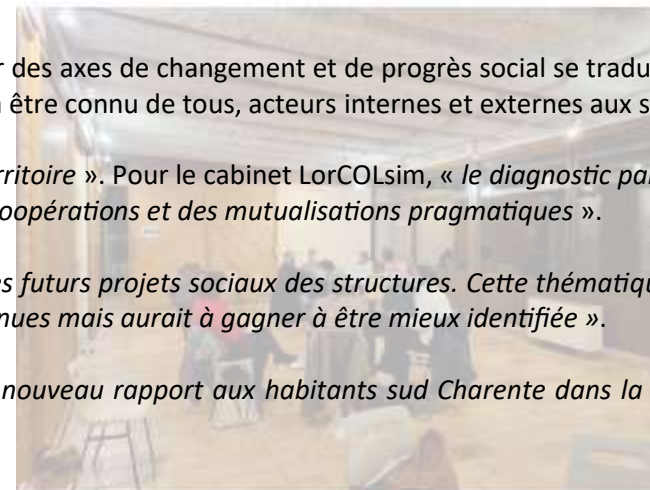 r des axes de changement et de progrès social se tradu
être connu de tous, acteurs internes et externes aux s
rritoire ». Pour le cabinet LorCOLsim, « le diagnostic pa
oopérations et des mutualisations pragmatiques ».
es futurs projets sociaux des structures. Cette thématiqu
nues mais aurait à gagner à être mieux identifiée ».
nouveau rapport aux habitants sud Charente dans la